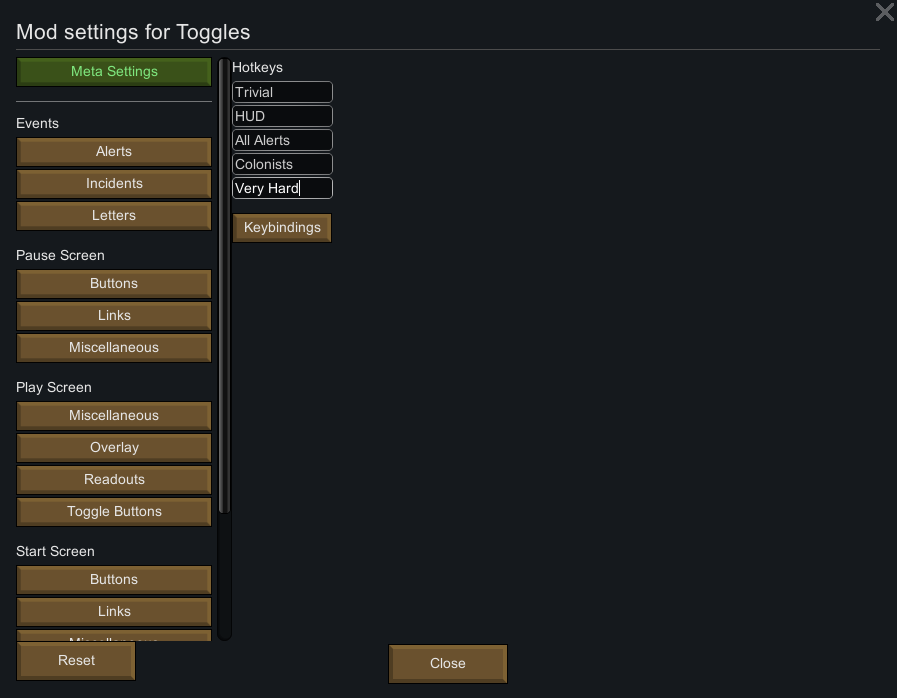 Mod settings for Toggles
Meta Settings
Events
Alerts
Incidents
Letters
Pause Screen
Buttons
Links
Miscellaneous
Play Screen
Miscellaneous
Overlay
Readouts
Toggle Buttons
Start Screen
Buttons
Links
Miscellaneous
Reset
Hotkeys
Trivial
HUD
All Alerts
Colonists
Very Hard
Keybindings
Close